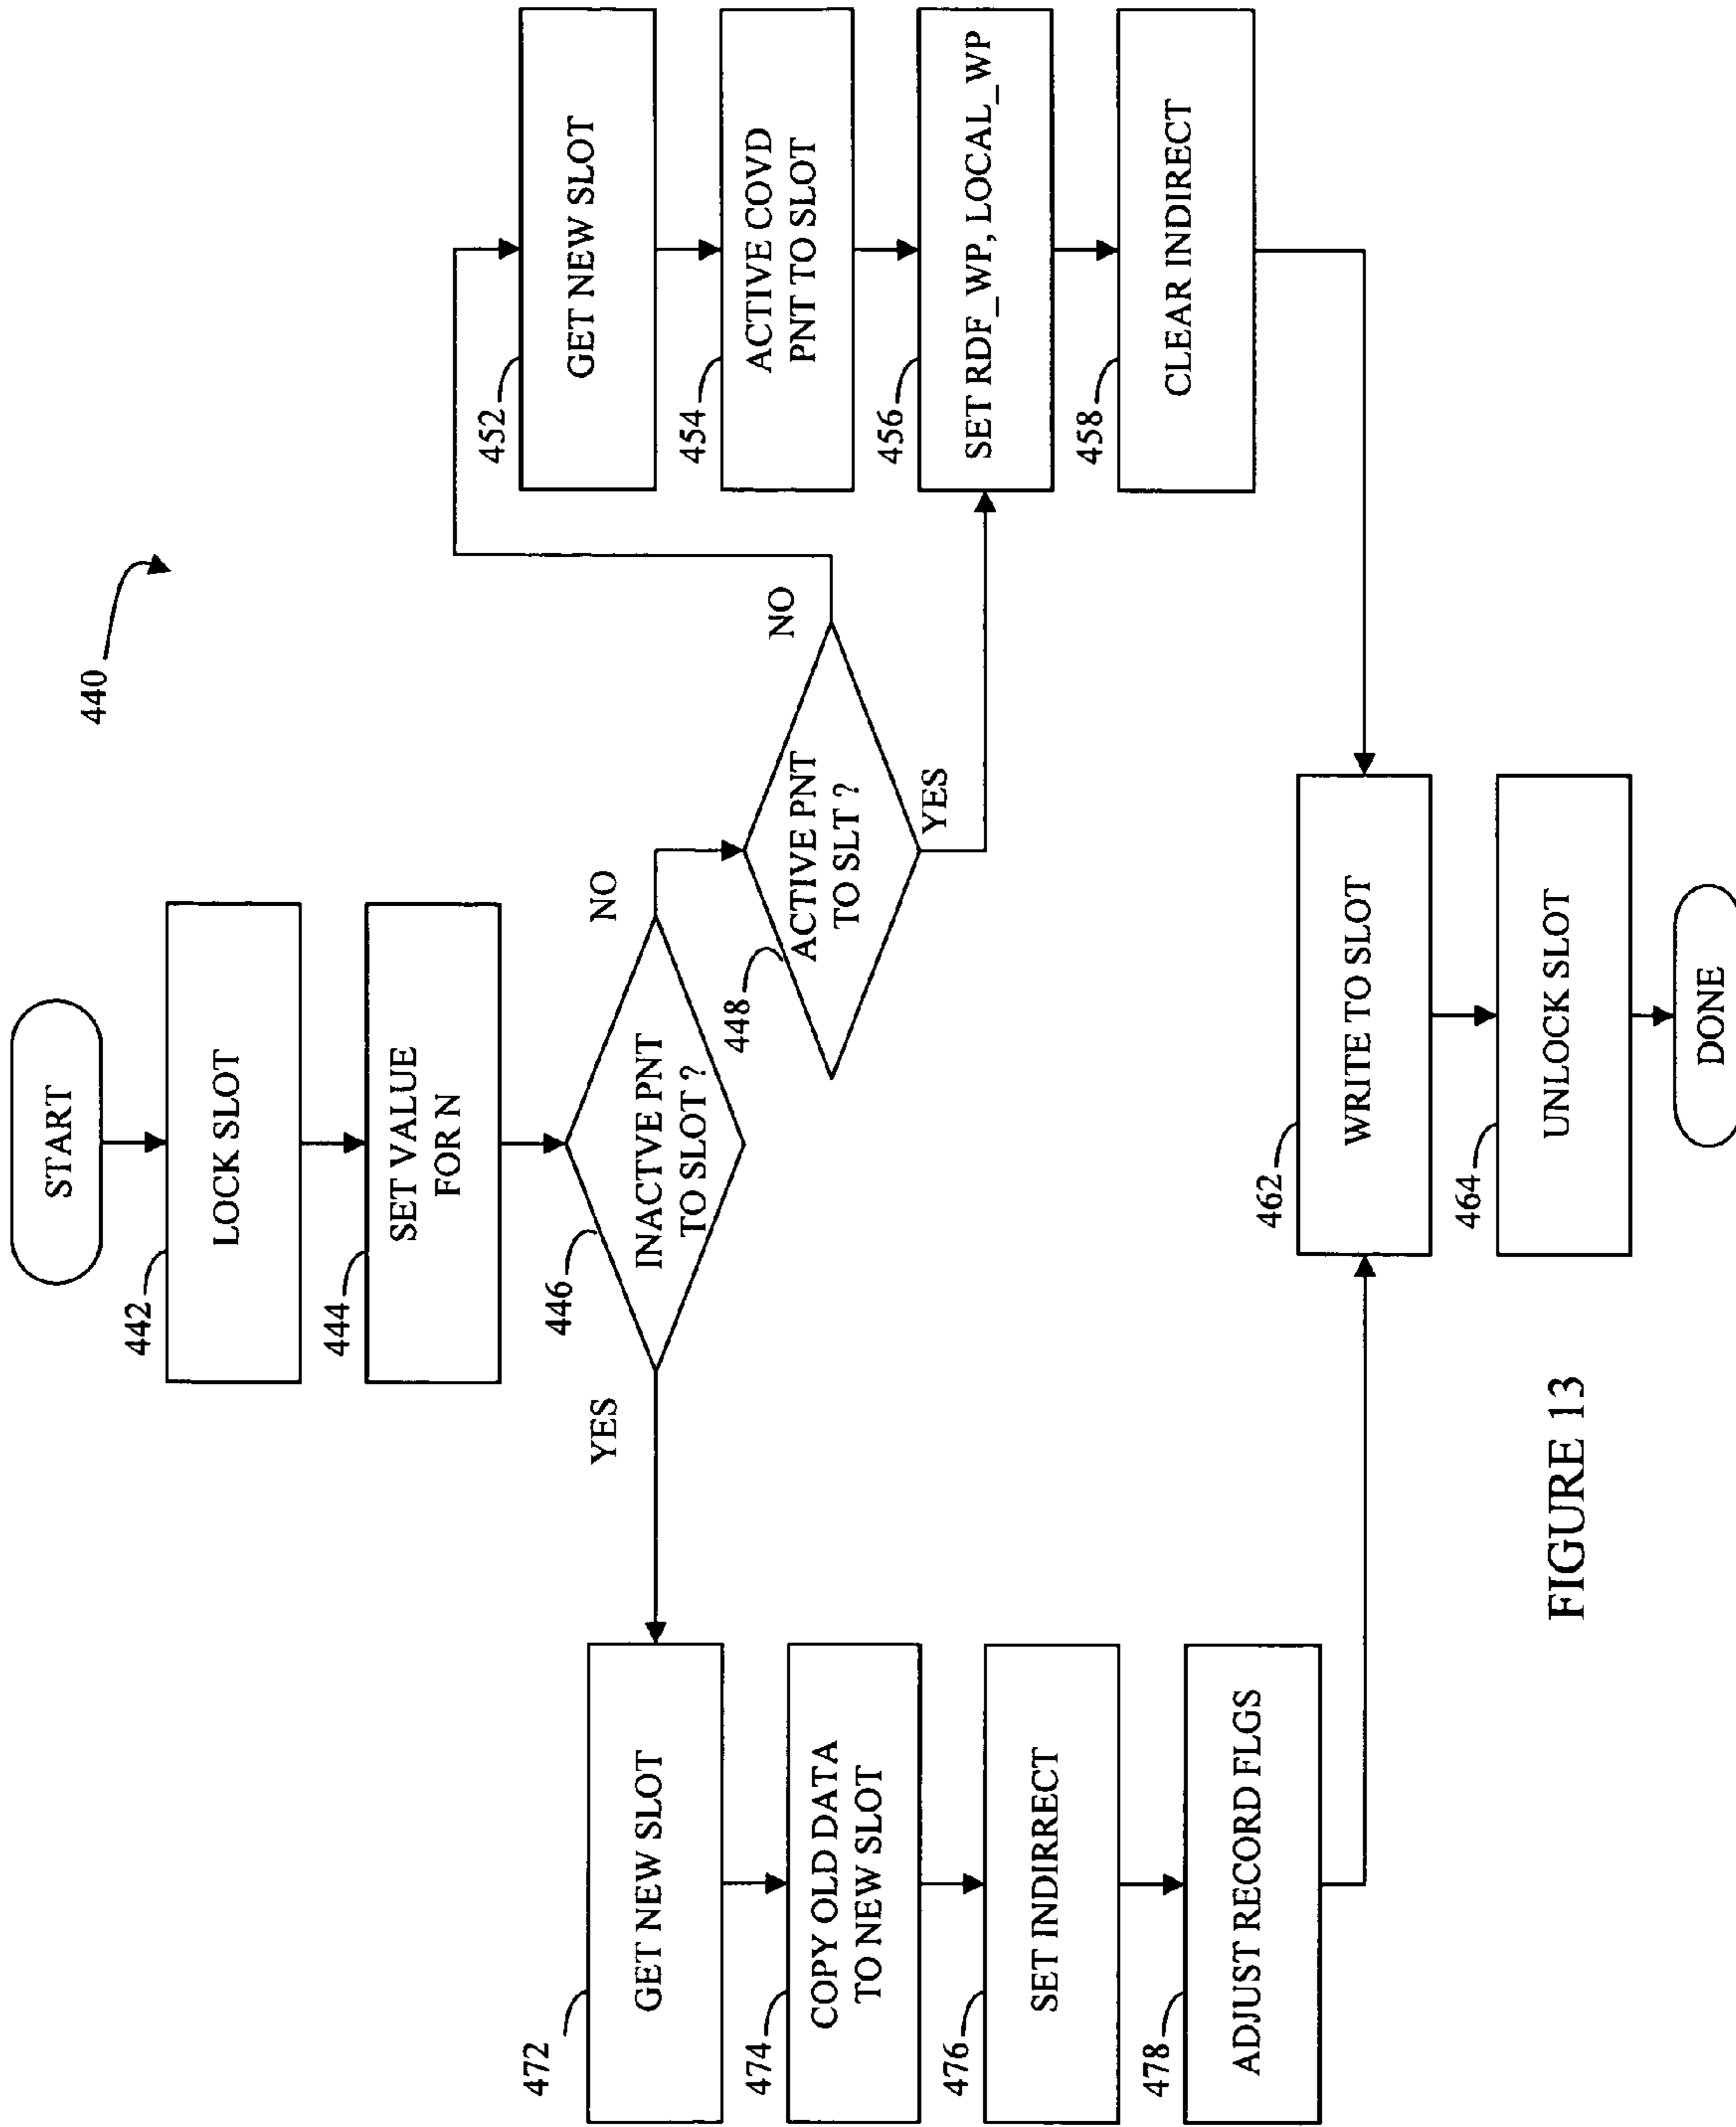 440
START
442
LOCK SLOT
444
SET VALUE
FOR N
446
INACTVE PNT
TO SLOT ?
YES
NO
448
ACTIVE PNT
TO SLT ?
NO
YES
452
GET NEW SLOT
454
ACTIVE COVD
PNT TO SLOT
456
SET RDF_WP, LOCAL_WP
458
CLEAR INDIRECT
472
GET NEW SLOT
474
COPY OLD DATA
TO NEW SLOT
476
SET INDIRRECT
478
ADJUST RECORD FLGS
462
WRITE TO SLOT
464
UNLOCK SLOT
DONE
FIGURE 13